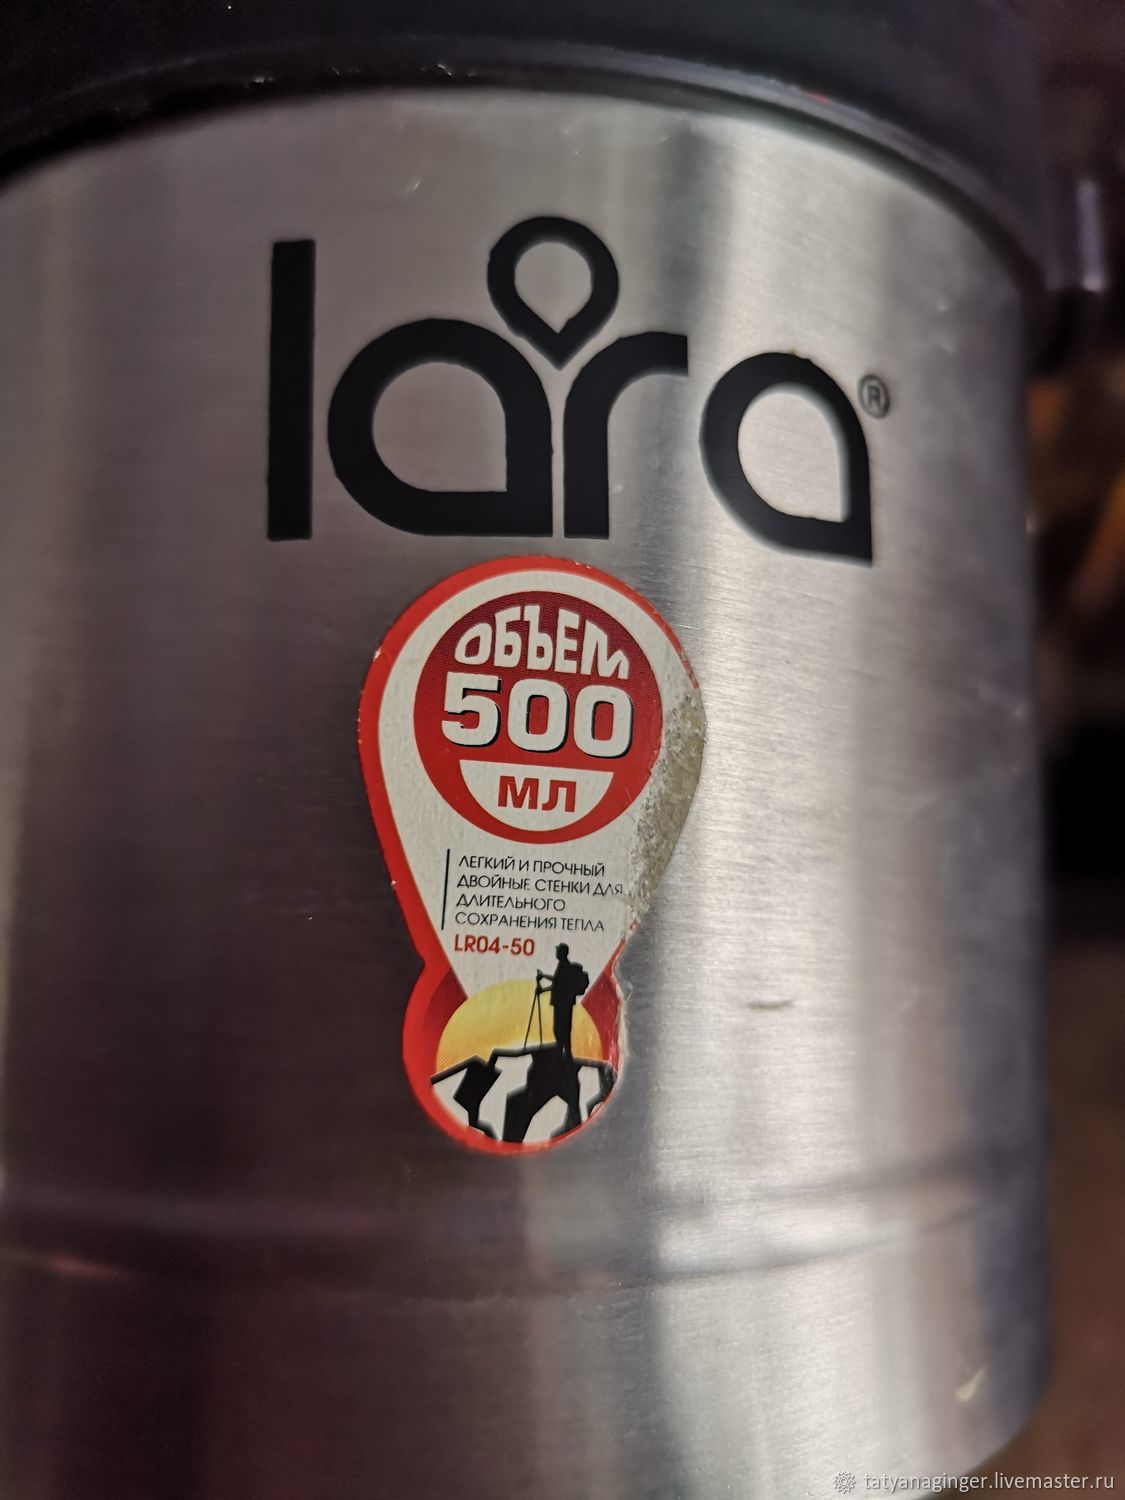 lara®
ОБЪЕМ
500
МЛ
ЛЕГКИЙ И ПРОЧНЫЙ
ДВОЙНЫЕ СТЕНКИ ДЛЯ
ДЛИТЕЛЬНОГО
СОХРАНЕНИЯ ТЕПЛА
LR04-50
tatyanaginger.livemaster.ru